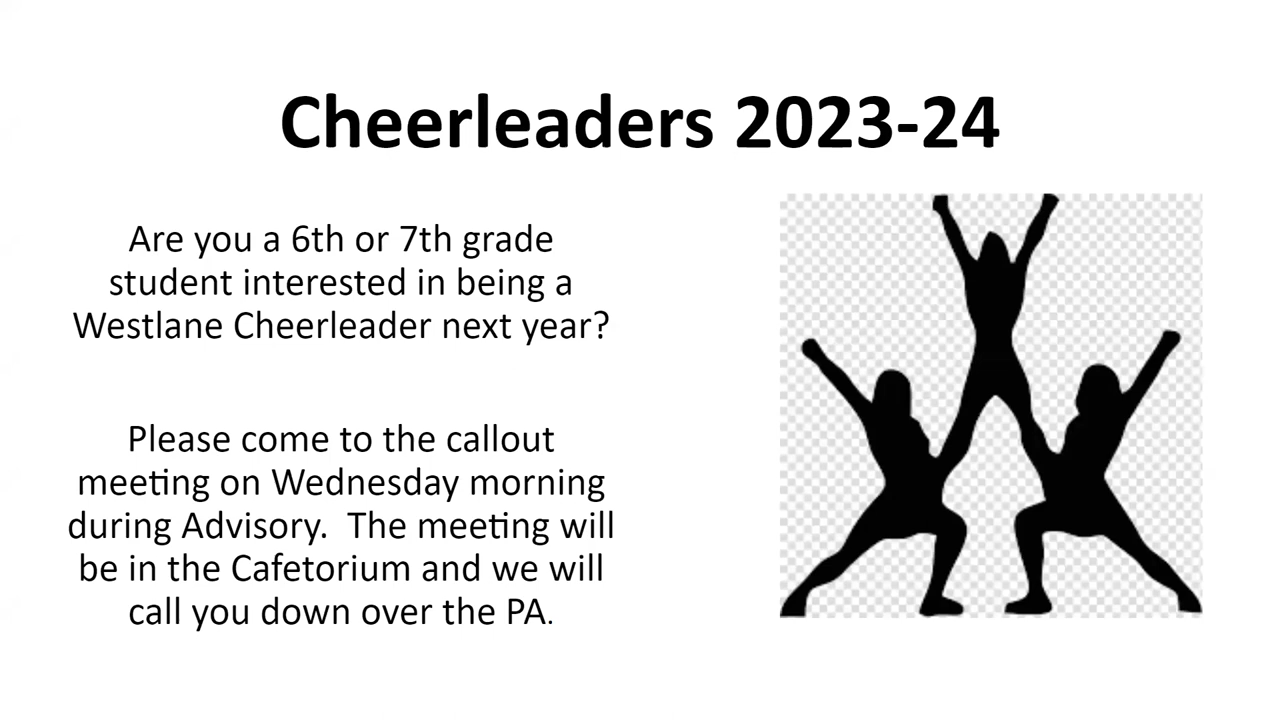 Cheerleaders 2023-24
Are you a 6th or 7th grade
student interested in being a
Westlane Cheerleader next year?
Please come to the callout
meeting on Wednesday morning
during Advisory.  The meeting will
be in the Cafetorium and we will
call you down over the PA.